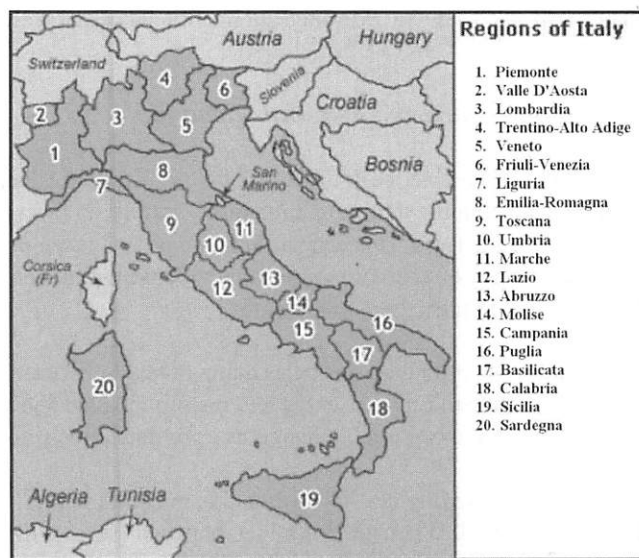 Austria
Hungary
Switzerland
Slovenia
Croatia
Bosnia
San
Marino
Corsica
(Fr)
Algeria
Tunisia
1
2
3
4
5
6
7
8
9
10
11
12
13
14
15
16
17
18
19
20
Regions of Italy
1. Piemonte
2. Valle D'Aosta
3. Lombardia
4. Trentino-Alto Adige
5. Veneto
6. Friuli-Venezia
7. Liguria
8. Emilia-Romagna
9. Toscana
10. Umbria
11. Marche
12. Lazio
13. Abruzzo
14. Molise
15. Campania
16. Puglia
17. Basilicata
18. Calabria
19. Sicilia
20. Sardegna